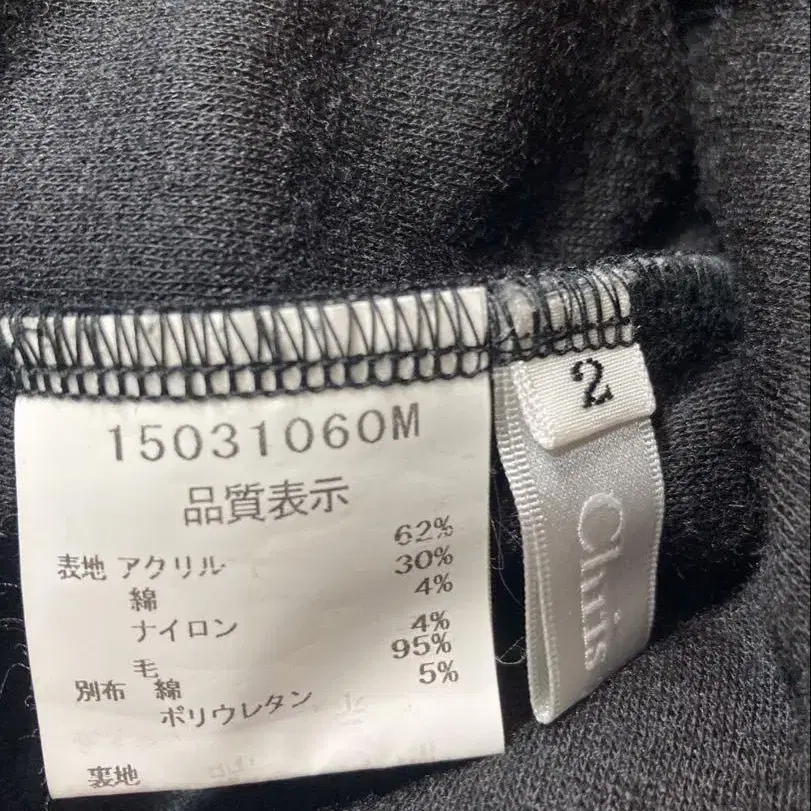 15031060M
品質表示
表地 アクリル 62%
綿 30%
ナイロン 4%
毛 4%
別布 綿 95%
ポリウレタン 5%
裏地
2
Chris